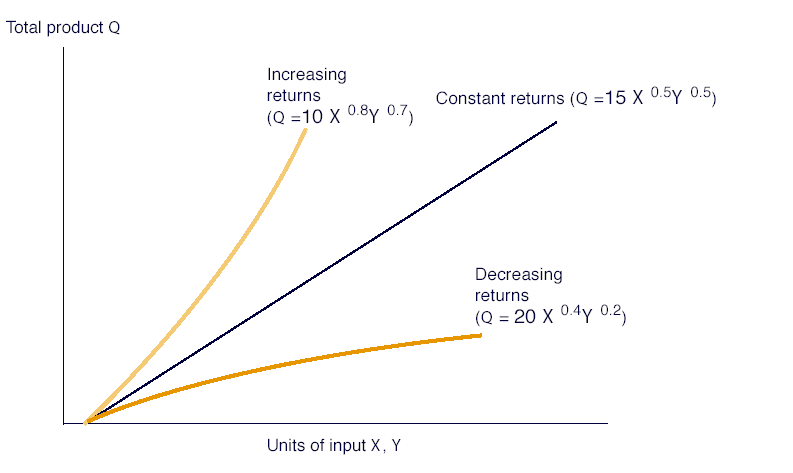 Total product Q
Increasing
returns
(Q =10 X 0.8Y 0.7)
Constant returns (Q =15 X 0.5Y 0.5)
Decreasing
returns
(Q = 20 X 0.4Y 0.2)
Units of input X, Y